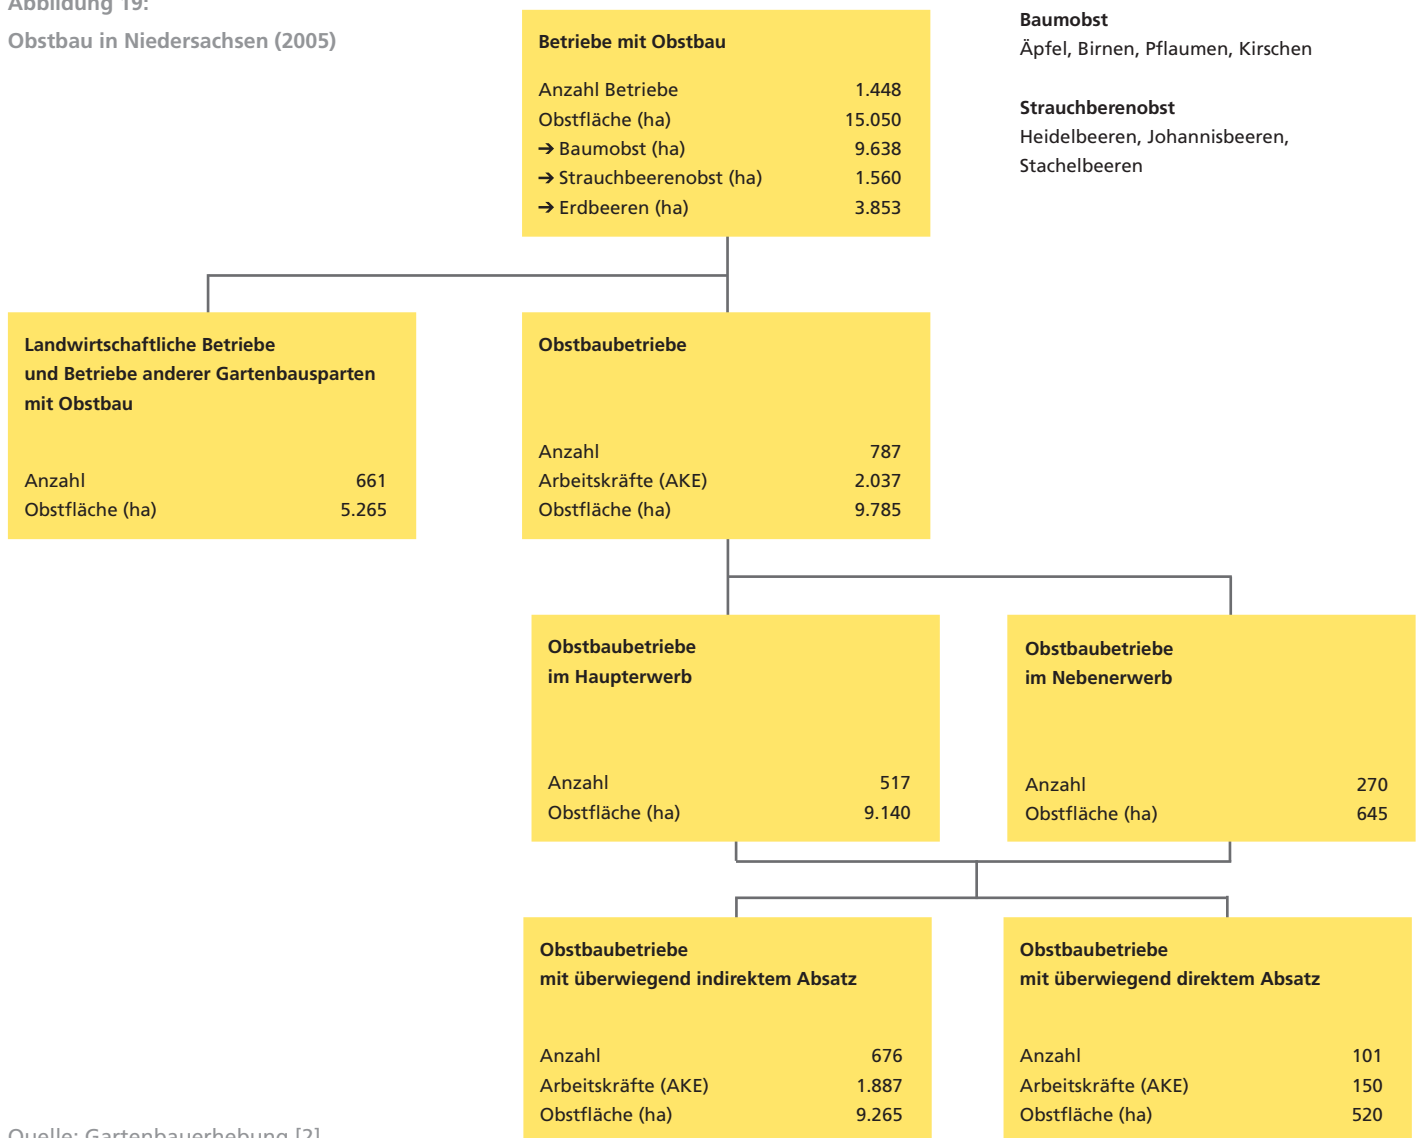 Abbildung 19:
Obstbau in Niedersachsen (2005)
Betriebe mit Obstbau
Anzahl Betriebe 1.448
Obstfläche (ha) 15.050
➔ Baumobst (ha) 9.638
➔ Strauchbeerenobst (ha) 1.560
➔ Erdbeeren (ha) 3.853
Baumobst
Äpfel, Birnen, Pflaumen, Kirschen
Strauchberenobst
Heidelbeeren, Johannisbeeren,
Stachelbeeren
Landwirtschaftliche Betriebe
und Betriebe anderer Gartenbausparten
mit Obstbau
Anzahl 661
Obstfläche (ha) 5.265
Obstbaubetriebe
Anzahl 787
Arbeitskräfte (AKE) 2.037
Obstfläche (ha) 9.785
Obstbaubetriebe
im Haupterwerb
Anzahl 517
Obstfläche (ha) 9.140
Obstbaubetriebe
im Nebenerwerb
Anzahl 270
Obstfläche (ha) 645
Obstbaubetriebe
mit überwiegend indirektem Absatz
Anzahl 676
Arbeitskräfte (AKE) 1.887
Obstfläche (ha) 9.265
Obstbaubetriebe
mit überwiegend direktem Absatz
Anzahl 101
Arbeitskräfte (AKE) 150
Obstfläche (ha) 520
Quelle: Gartenbauerhebung [2]